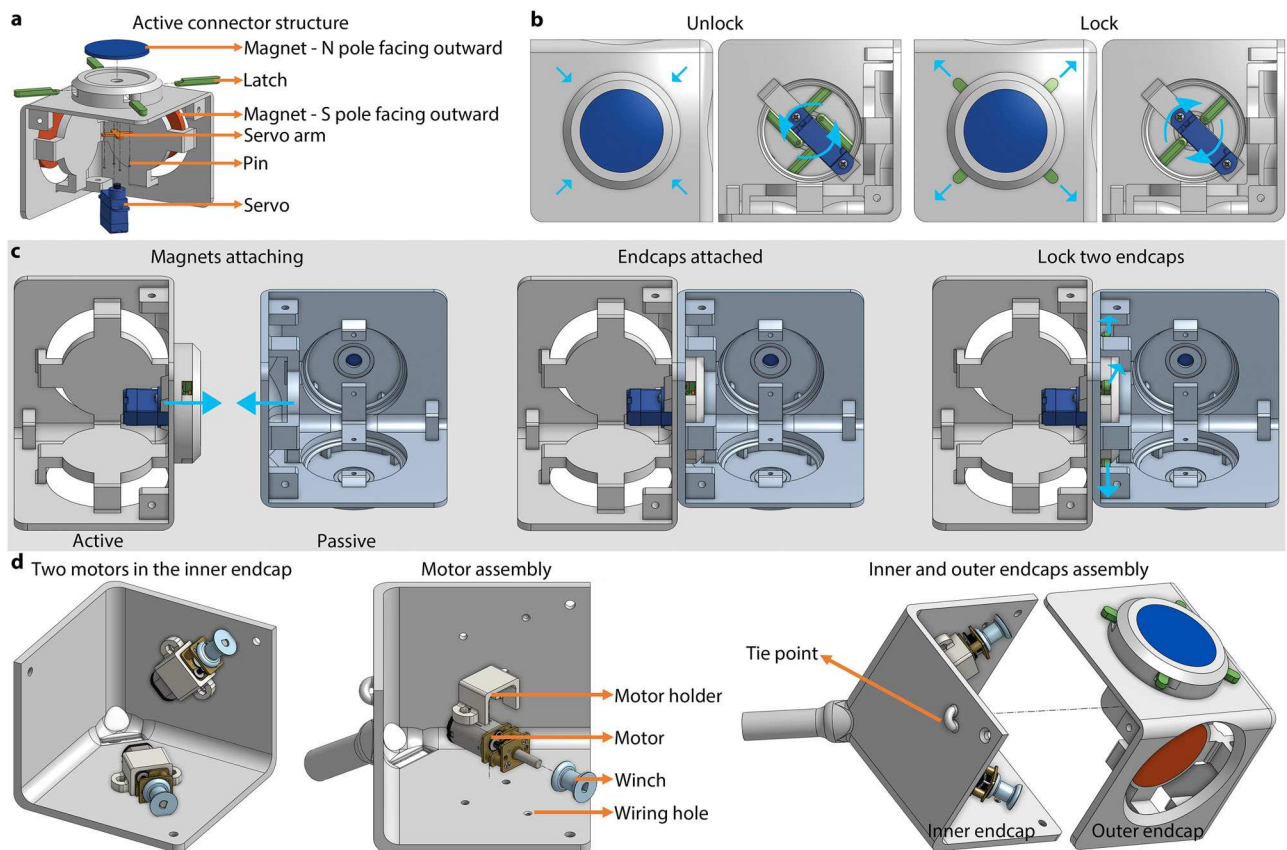 a
Active connector structure
Magnet - N pole facing outward
Latch
Magnet - S pole facing outward
Servo arm
Pin
Servo
b
Unlock
Lock
c
Magnets attaching
Endcaps attached
Lock two endcaps
Active
Passive
d
Two motors in the inner endcap
Motor assembly
Inner and outer endcaps assembly
Tie point
Motor holder
Motor
Winch
Wiring hole
Inner endcap
Outer endcap